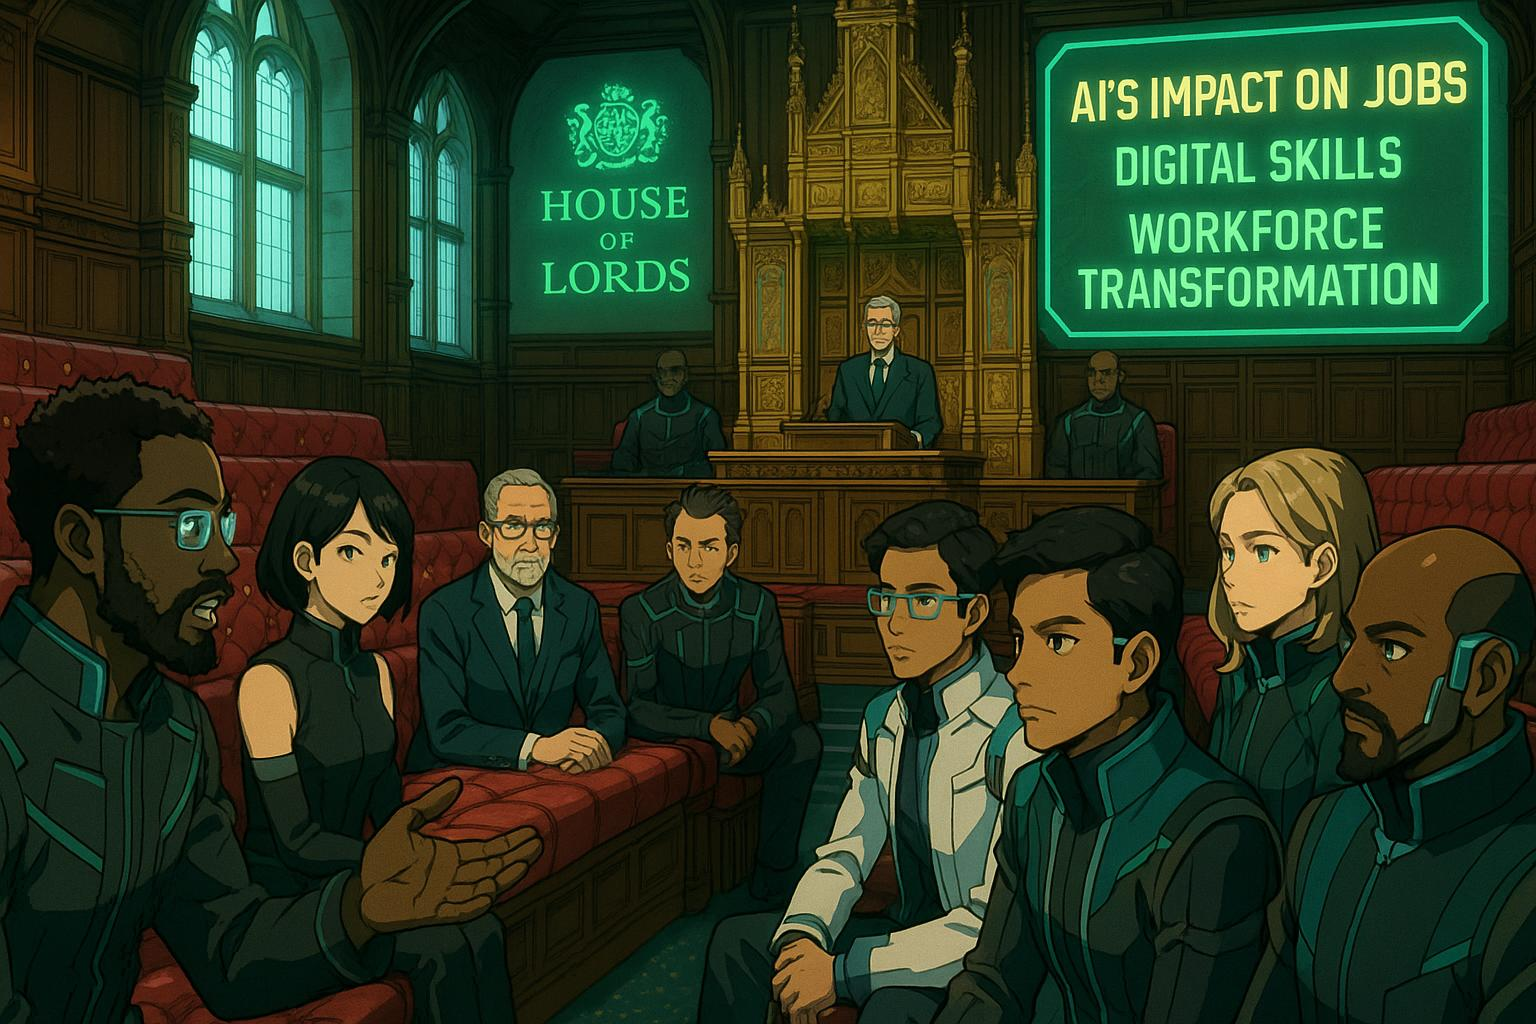 HOUSE
OF
LORDS
AI'S IMPACT ON JOBS
DIGITAL SKILLS
WORKFORCE
TRANSFORMATION